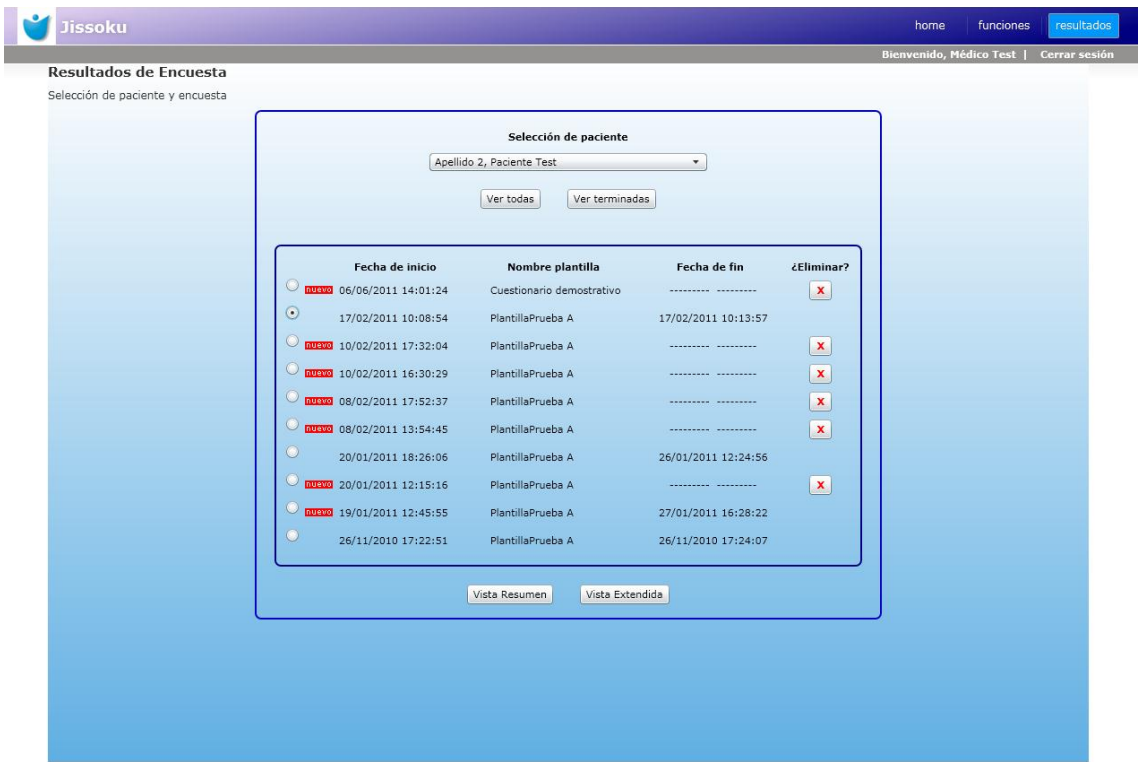 Jissoku
home funciones resultados
Bienvenido, Médico Test | Cerrar sesión
Resultados de Encuesta
Selección de paciente y encuesta
Selección de paciente
Apellido 2, Paciente Test
Ver todas Ver terminadas
Fecha de inicio Nombre plantilla Fecha de fin ¿Eliminar?
nuevo 06/06/2011 14:01:24 Cuestionario demostrativo --------- --------- X
17/02/2011 10:08:54 PlantillaPrueba A 17/02/2011 10:13:57
nuevo 10/02/2011 17:32:04 PlantillaPrueba A --------- --------- X
nuevo 10/02/2011 16:30:29 PlantillaPrueba A --------- --------- X
nuevo 08/02/2011 17:52:37 PlantillaPrueba A --------- --------- X
nuevo 08/02/2011 13:54:45 PlantillaPrueba A --------- --------- X
20/01/2011 18:26:06 PlantillaPrueba A 26/01/2011 12:24:56
nuevo 20/01/2011 12:15:16 PlantillaPrueba A --------- --------- X
nuevo 19/01/2011 12:45:55 PlantillaPrueba A 27/01/2011 16:28:22
26/11/2010 17:22:51 PlantillaPrueba A 26/11/2010 17:24:07
Vista Resumen Vista Extendida